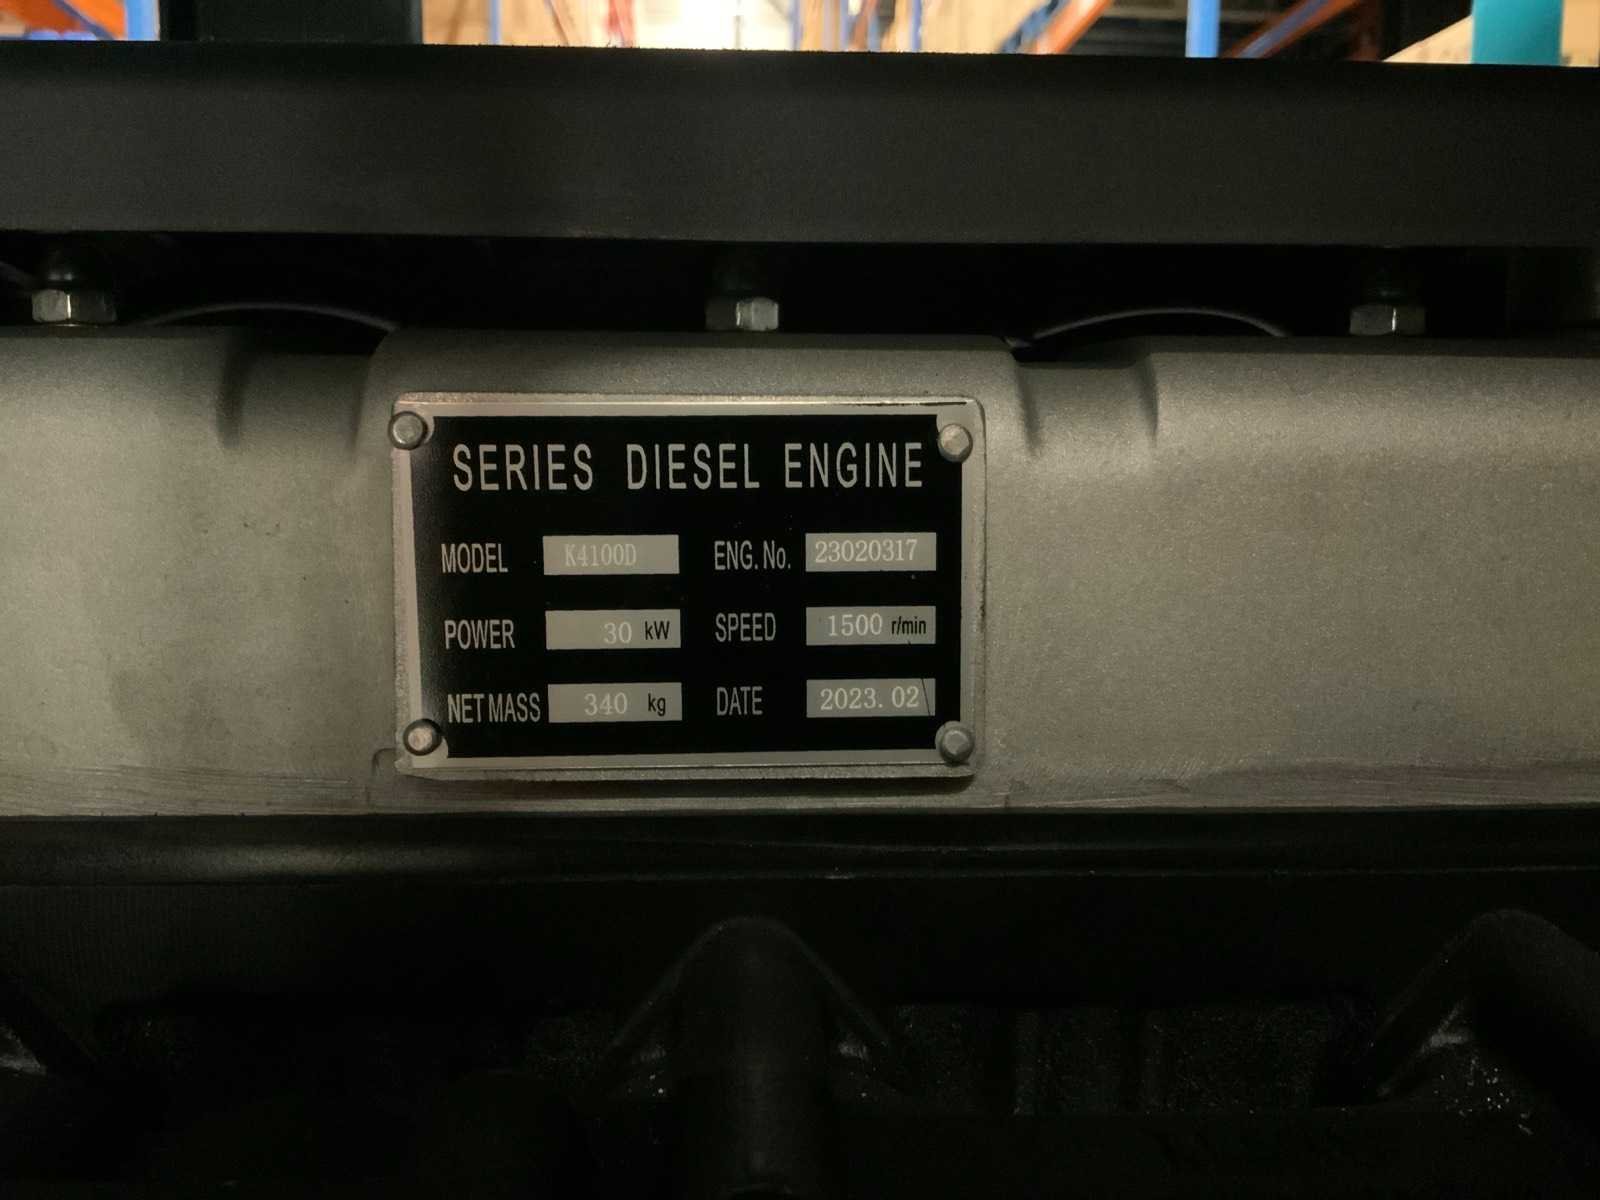 SERIES DIESEL ENGINE
MODEL K4100D ENG. No. 23020317
POWER 30 kW SPEED 1500 r/min
NET MASS 340 kg DATE 2023. 02